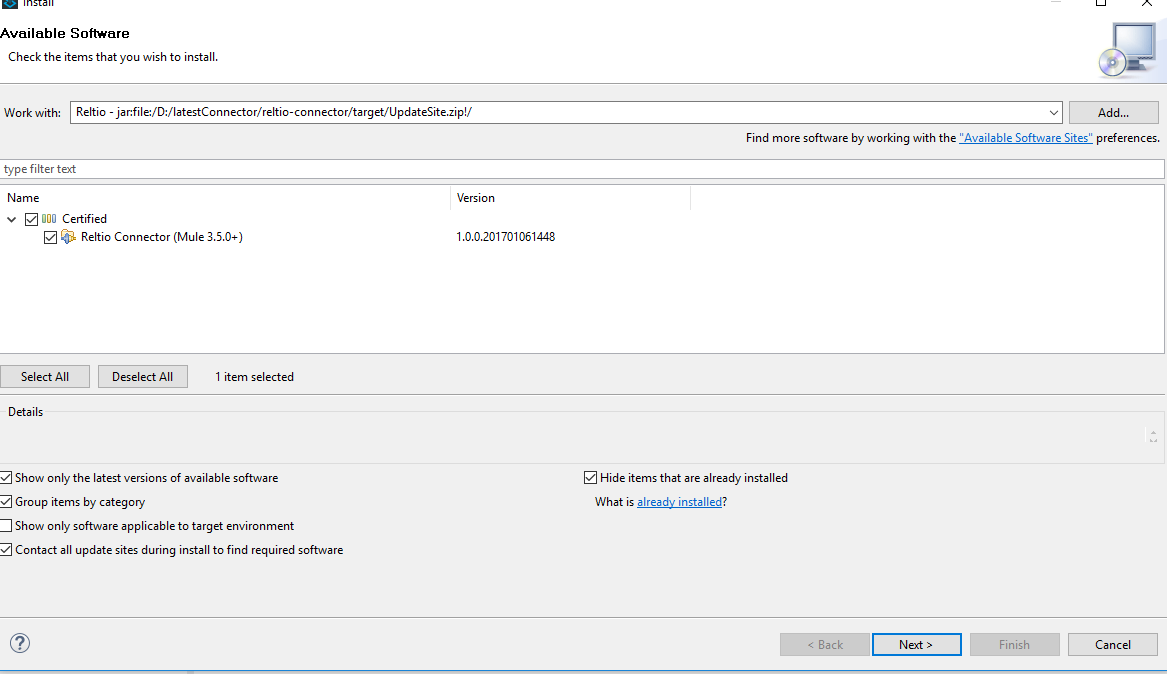 Install
Available Software
Check the items that you wish to install.
Work with: Reltio - jar:file:/D:/latestConnector/reltio-connector/target/UpdateSite.zip!/ Add...
Find more software by working with the "Available Software Sites" preferences.
type filter text
Name Version
Certified
Reltio Connector (Mule 3.5.0+) 1.0.0.201701061448
Select All Deselect All 1 item selected
Details
Show only the latest versions of available software Hide items that are already installed
Group items by category What is already installed?
Show only software applicable to target environment
Contact all update sites during install to find required software
? < Back Next > Finish Cancel